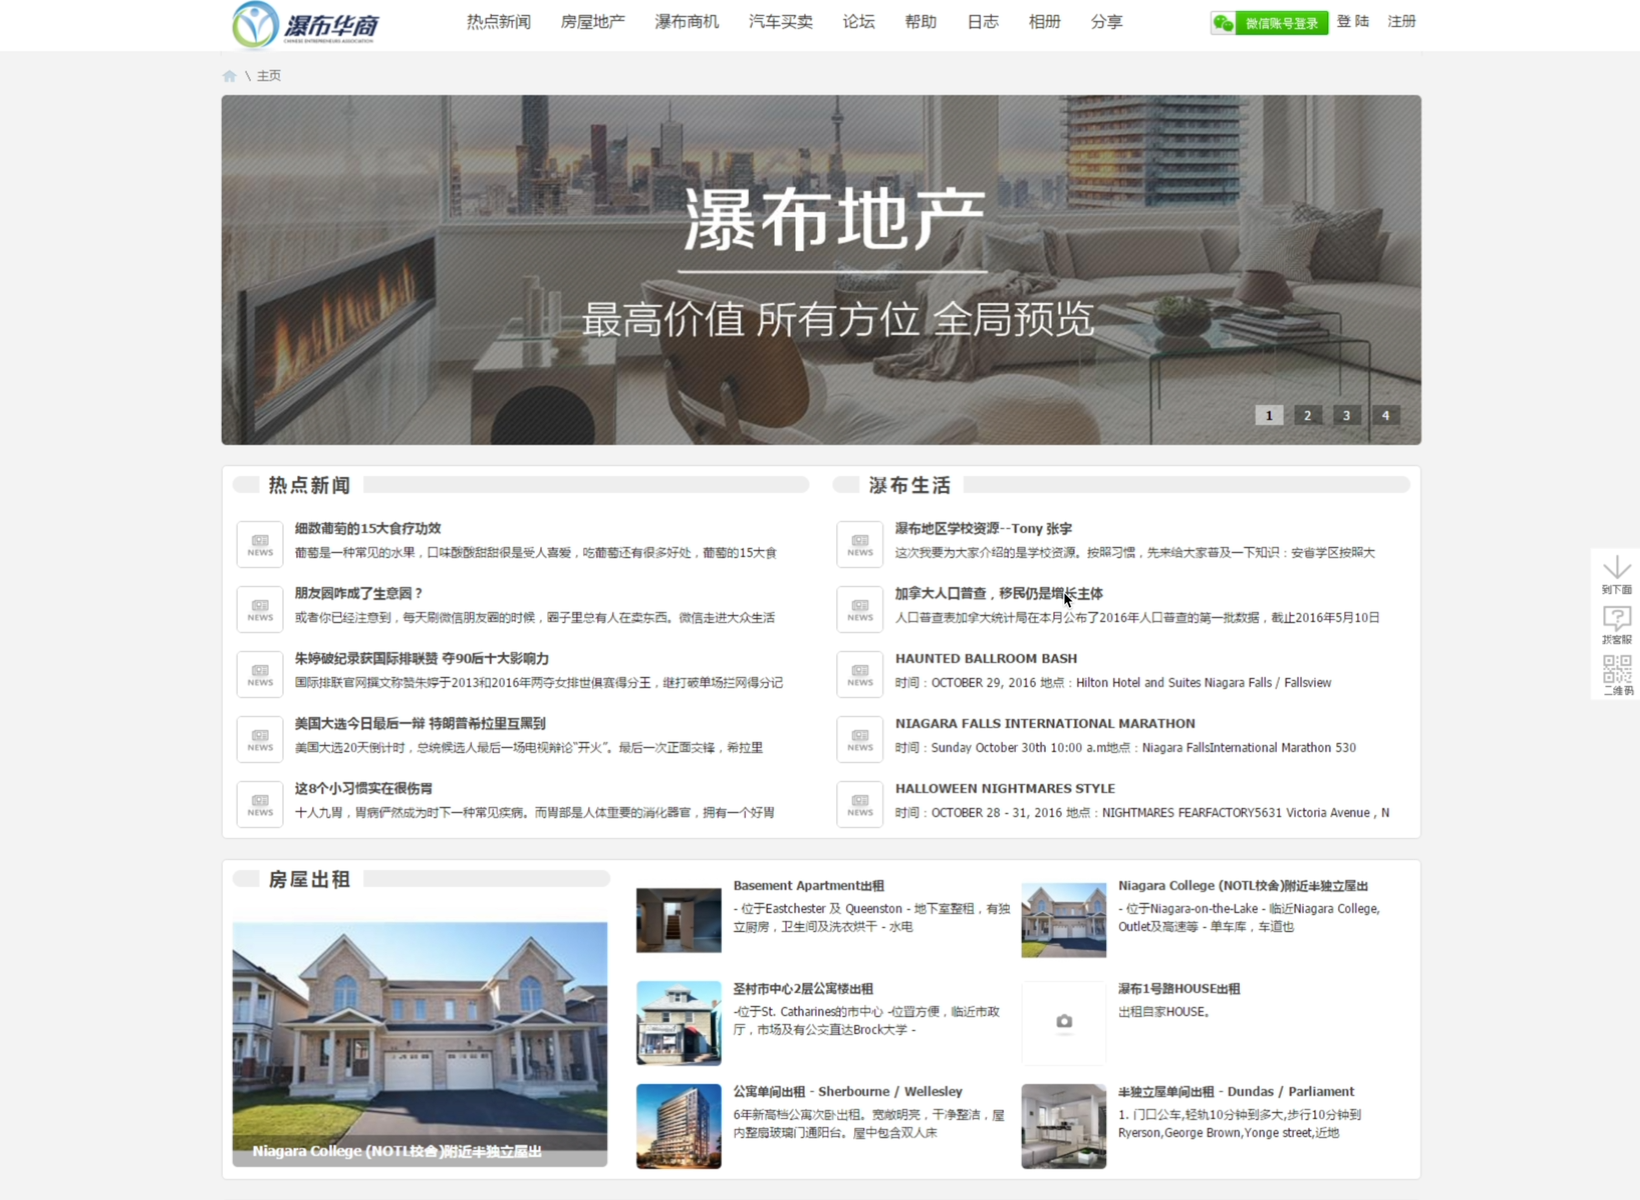 瀑布华商
CHINESE ENTREPRENEURS ASSOCIATION
热点新闻 房屋地产 瀑布商机 汽车买卖 论坛 帮助 日志 相册 分享
微信账号登录 登 陆 注册
\ 主页
瀑布地产
最高价值 所有方位 全局预览
1 2 3 4
热点新闻
NEWS
细数葡萄的15大食疗功效
葡萄是一种常见的水果，口味酸酸甜甜很是受人喜爱，吃葡萄还有很多好处，葡萄的15大食
NEWS
朋友圈咋成了生意圈？
或者你已经注意到，每天刷微信朋友圈的时候，圈子里总有人在卖东西。微信走进大众生活
NEWS
朱婷破纪录获国际排联赞 夺90后十大影响力
国际排联官网撰文称赞朱婷于2013和2016年两夺女排世俱赛得分王，继打破单场拦网得分记
NEWS
美国大选今日最后一辩 特朗普希拉里互黑到
美国大选20天倒计时，总统候选人最后一场电视辩论“开火”。最后一次正面交锋，希拉里
NEWS
这8个小习惯实在很伤胃
十人九胃，胃病俨然成为时下一种常见疾病。而胃部是人体重要的消化器官，拥有一个好胃
瀑布生活
NEWS
瀑布地区学校资源--Tony 张宇
这次我要为大家介绍的是学校资源。按照习惯，先来给大家普及一下知识：安省学区按照大
NEWS
加拿大人口普查，移民仍是增长主体
人口普查表加拿大统计局在本月公布了2016年人口普查的第一批数据，截止2016年5月10日
NEWS
HAUNTED BALLROOM BASH
时间：OCTOBER 29, 2016 地点：Hilton Hotel and Suites Niagara Falls / Fallsview
NEWS
NIAGARA FALLS INTERNATIONAL MARATHON
时间：Sunday October 30th 10:00 a.m地点：Niagara FallsInternational Marathon 530
NEWS
HALLOWEEN NIGHTMARES STYLE
时间：OCTOBER 28 - 31, 2016 地点：NIGHTMARES FEARFACTORY5631 Victoria Avenue , N
到下面
找客服
二维码
房屋出租
Niagara College (NOTL校舍)附近半独立屋出
Basement Apartment出租
- 位于Eastchester 及 Queenston - 地下室整租，有独
立厨房，卫生间及洗衣烘干 - 水电
Niagara College (NOTL校舍)附近半独立屋出
- 位于Niagara-on-the-Lake - 临近Niagara College,
Outlet及高速等 - 单车库，车道也
圣村市中心2层公寓楼出租
-位于St. Catharines的市中心 -位置方便，临近市政
厅，市场及有公交直达Brock大学 -
瀑布1号路HOUSE出租
出租自家HOUSE。
公寓单间出租 - Sherbourne / Wellesley
6年新高档公寓次卧出租。宽敞明亮，干净整洁，屋
内整扇玻璃门通阳台。屋中包含双人床
半独立屋单间出租 - Dundas / Parliament
1. 门口公车,轻轨10分钟到多大,步行10分钟到
Ryerson,George Brown,Yonge street,近地